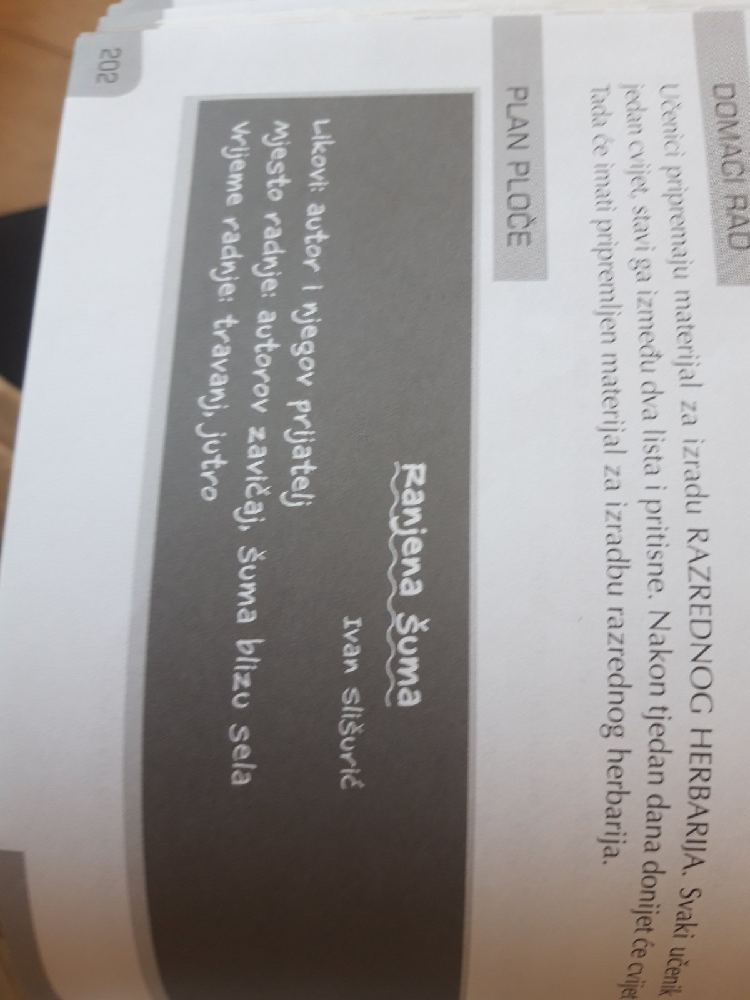 DOMAĆI RAD
Učenici pripremaju materijal za izradu RAZREDNOG HERBARIJA. Svaki učenik
jedan cvijet, stavi ga između dva lista i pritisne. Nakon tjedan dana donijet će cvijet
Tada će imati pripremljen materijal za izradbu razrednog herbarija.
PLAN PLOČE
Ranjena šuma
Ivan Slišurić
Likovi: autor i njegov prijatelj
Mjesto radnje: autorov zavičaj, šuma blizu sela
Vrijeme radnje: travanj, jutro
202